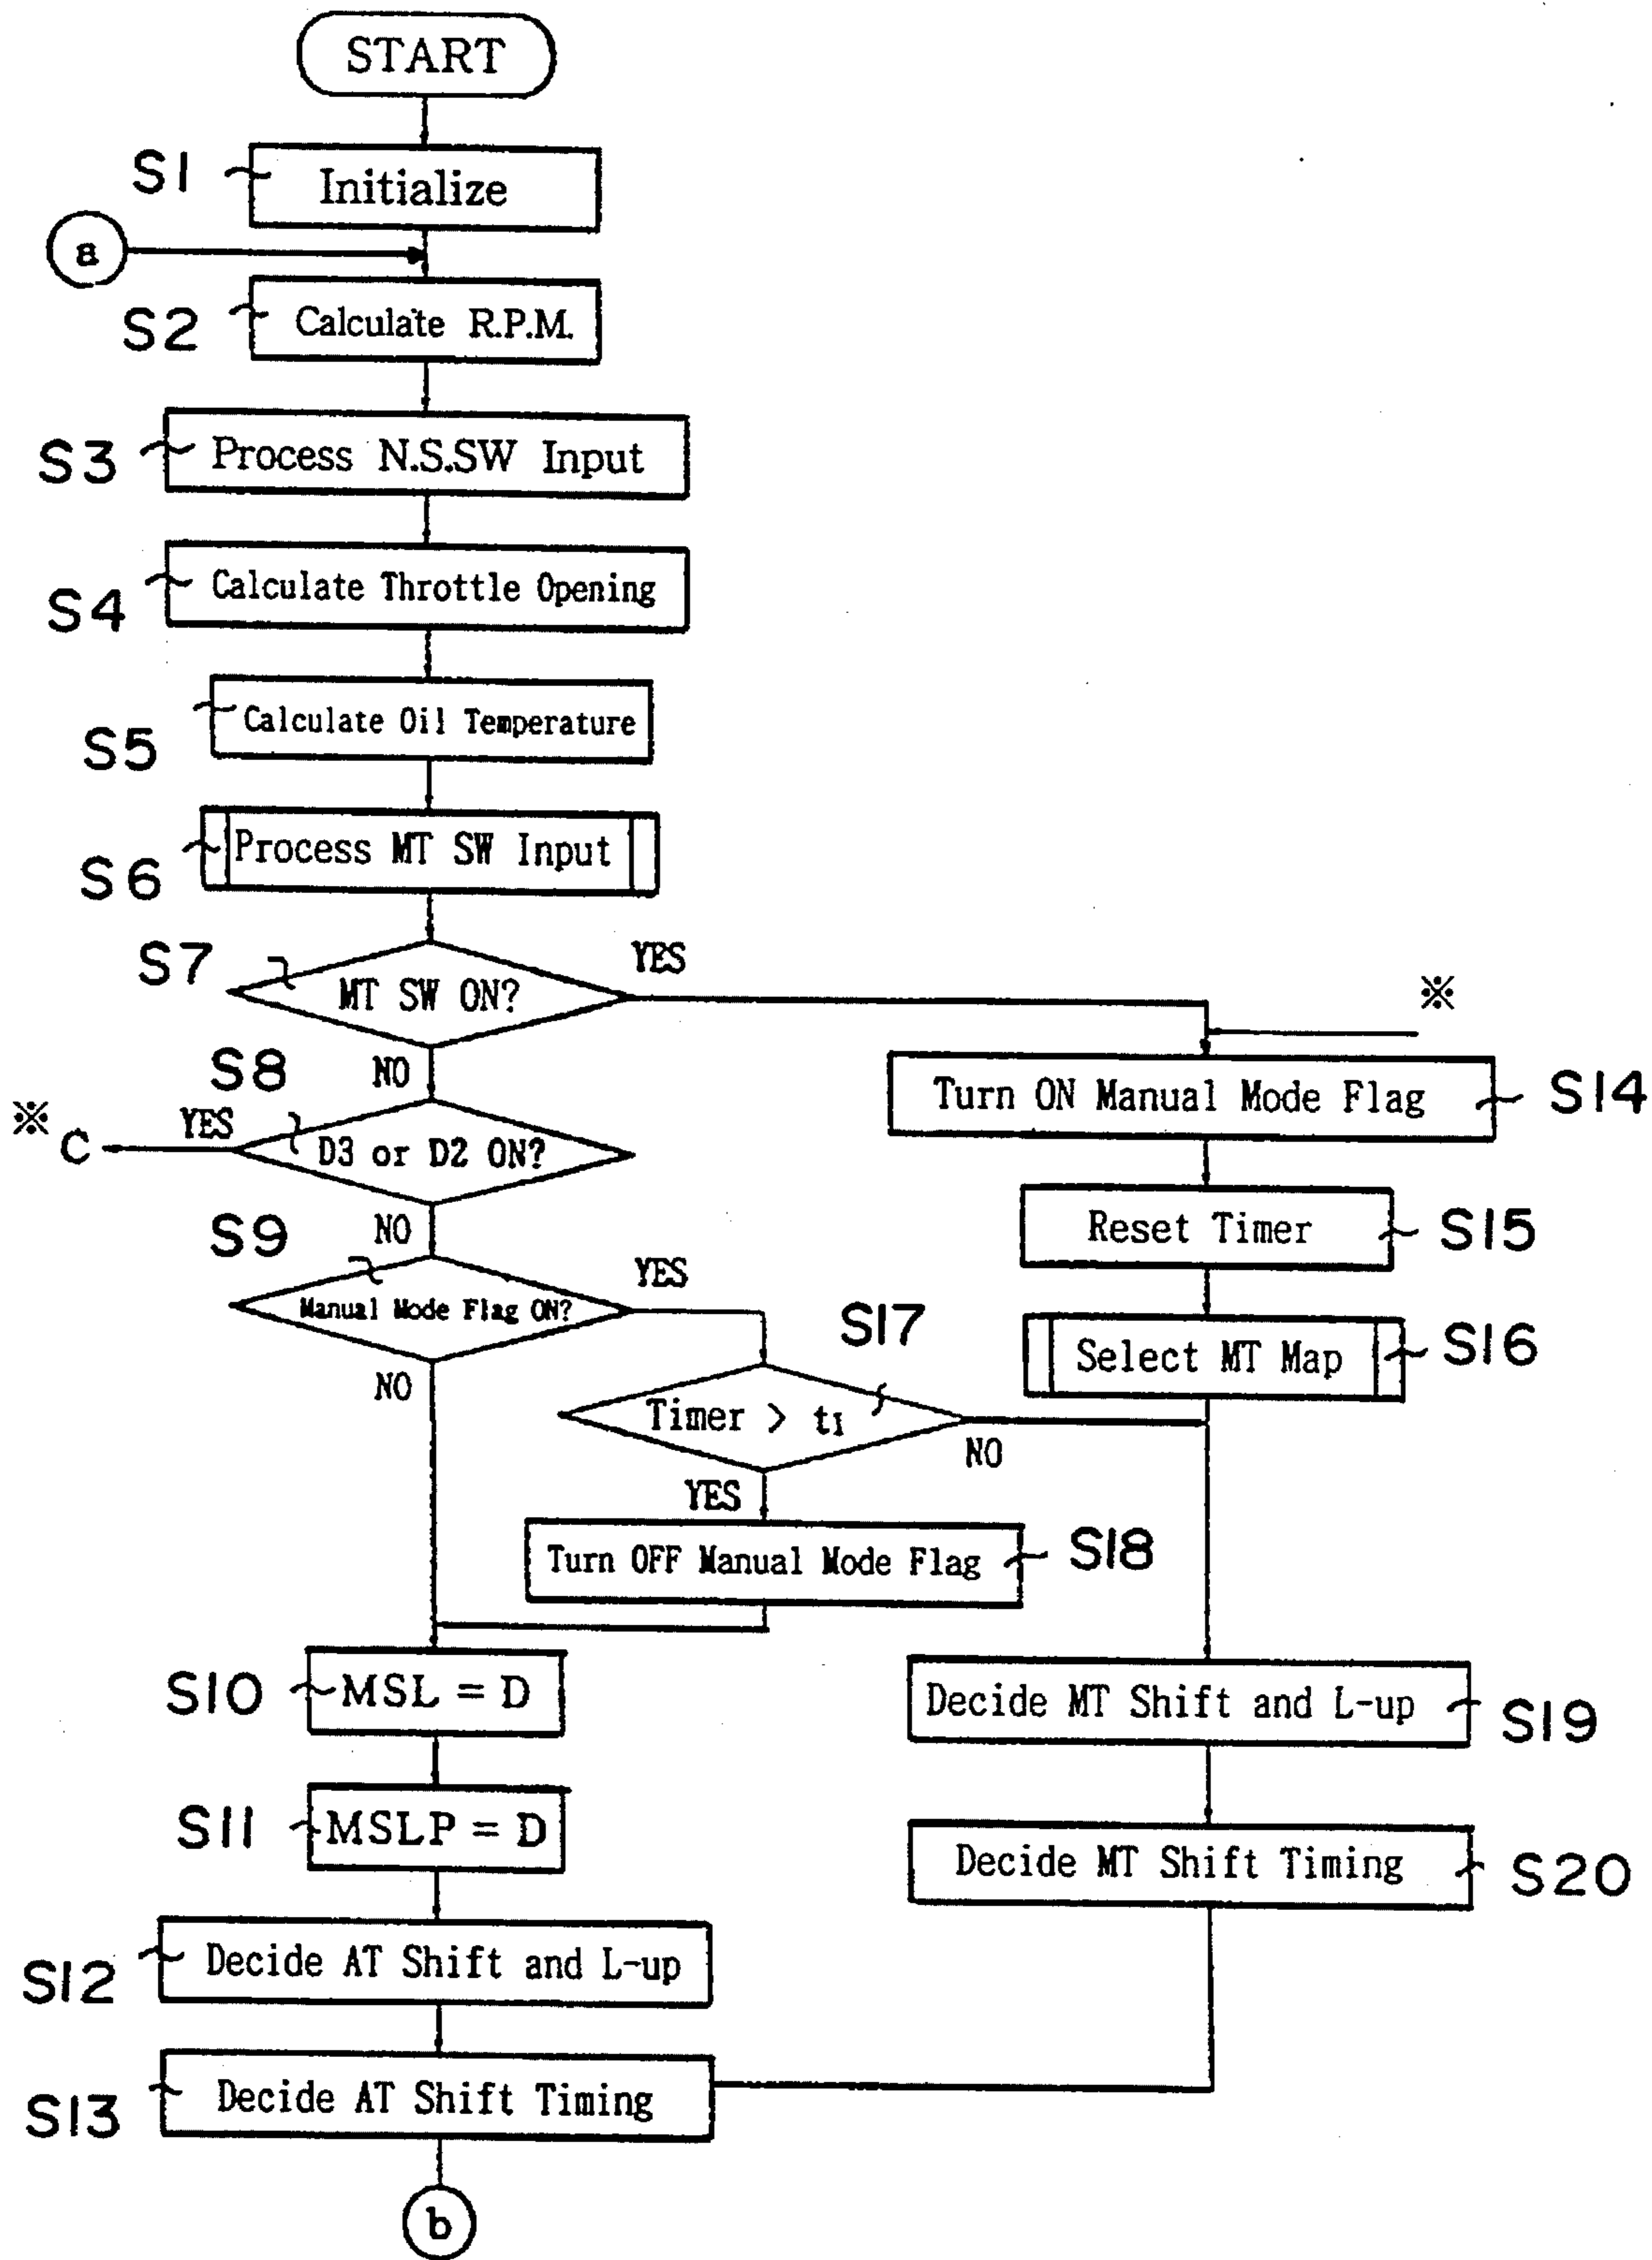 START
S1
Initialize
a
S2
Calculate R.P.M.
S3
Process N.S.SW Input
S4
Calculate Throttle Opening
S5
Calculate Oil Temperature
S6
Process MT SW Input
S7
MT SW ON?
YES
NO
※
S8
D3 or D2 ON?
YES
※ C
NO
S9
Manual Mode Flag ON?
YES
NO
Turn ON Manual Mode Flag
S14
Reset Timer
S15
Select MT Map
S16
S17
Timer > t1
NO
YES
Turn OFF Manual Mode Flag
S18
S10
MSL = D
S11
MSLP = D
S12
Decide AT Shift and L-up
S13
Decide AT Shift Timing
Decide MT Shift and L-up
S19
Decide MT Shift Timing
S20
b